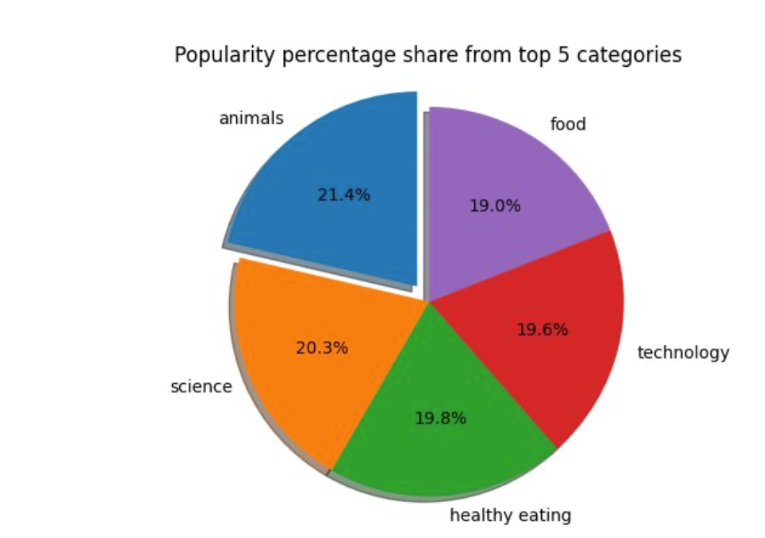 Popularity percentage share from top 5 categories
animals
food
21.4%
19.0%
19.6%
20.3%
technology
science
19.8%
healthy eating